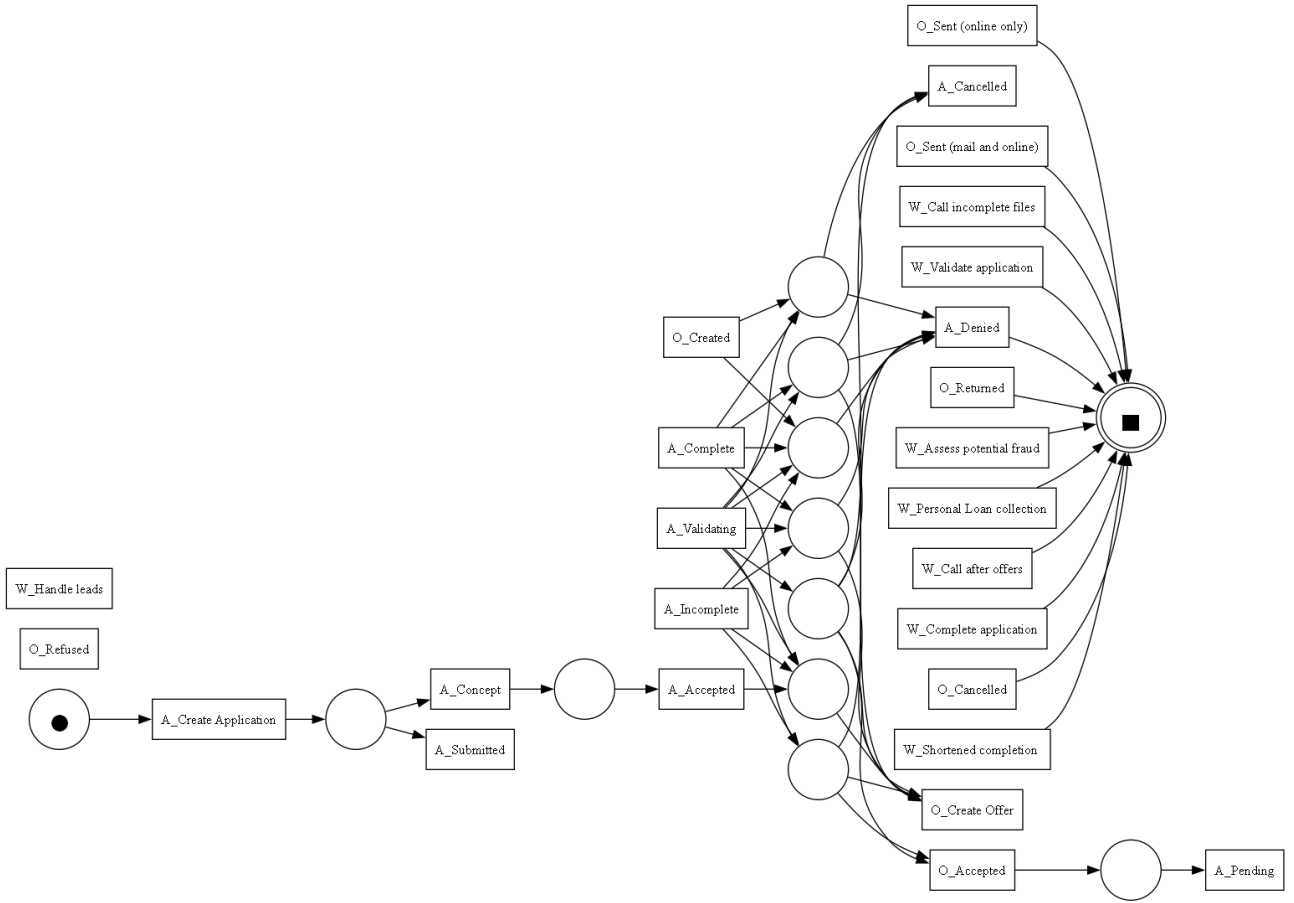 O_Sent (online only)
A_Cancelled
O_Sent (mail and online)
W_Call incomplete files
W_Validate application
A_Denied
O_Created
O_Returned
A_Complete
W_Assess potential fraud
W_Personal Loan collection
A_Validating
W_Call after offers
W_Handle leads
A_Incomplete
W_Complete application
O_Refused
A_Concept
A_Accepted
O_Cancelled
A_Create Application
A_Submitted
W_Shortened completion
O_Create Offer
O_Accepted
A_Pending